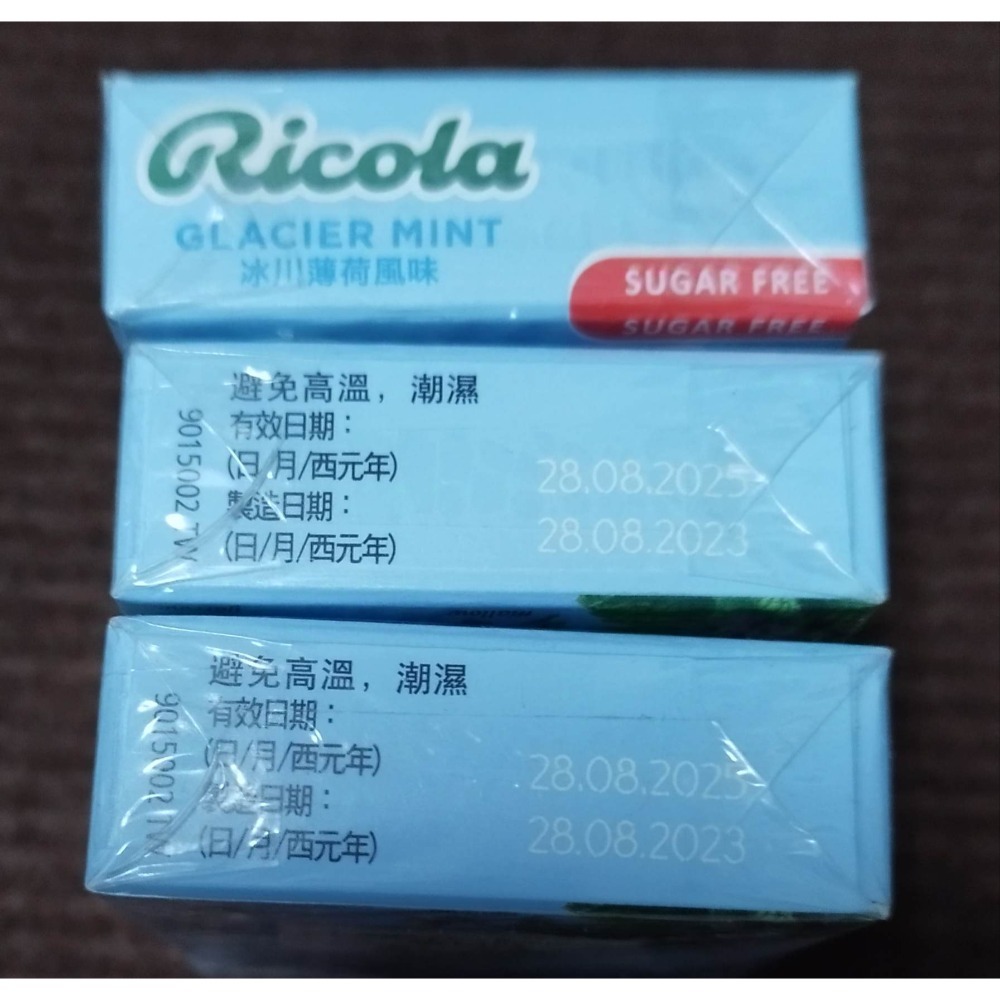 Ricola
GLACIER MINT
冰川薄荷風味
SUGAR FREE
SUGAR FREE
避免高溫，潮濕
有效日期：
(日/月/西元年) 28.08.2025
製造日期：
(日/月/西元年) 28.08.2023
9015002 TW
避免高溫，潮濕
有效日期：
(日/月/西元年) 28.08.2025
製造日期：
(日/月/西元年) 28.08.2023
9015002 TW